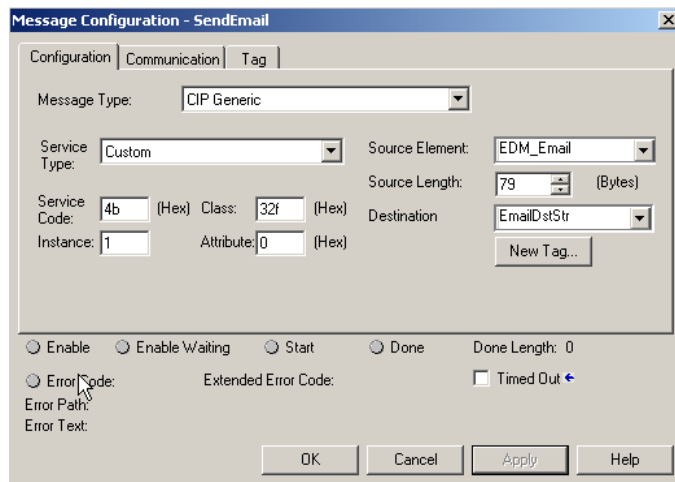 Message Configuration - SendEmail
Configuration Communication Tag
Message Type: CIP Generic
Service Type: Custom
Source Element: EDM_Email
Source Length: 79 (Bytes)
Service Code: 4b (Hex) Class: 32f (Hex)
Destination EmailDstStr
Instance: 1 Attribute: 0 (Hex)
New Tag...
Enable Enable Waiting Start Done Done Length: 0
Error Code: Extended Error Code: Timed Out
Error Path:
Error Text:
OK Cancel Apply Help